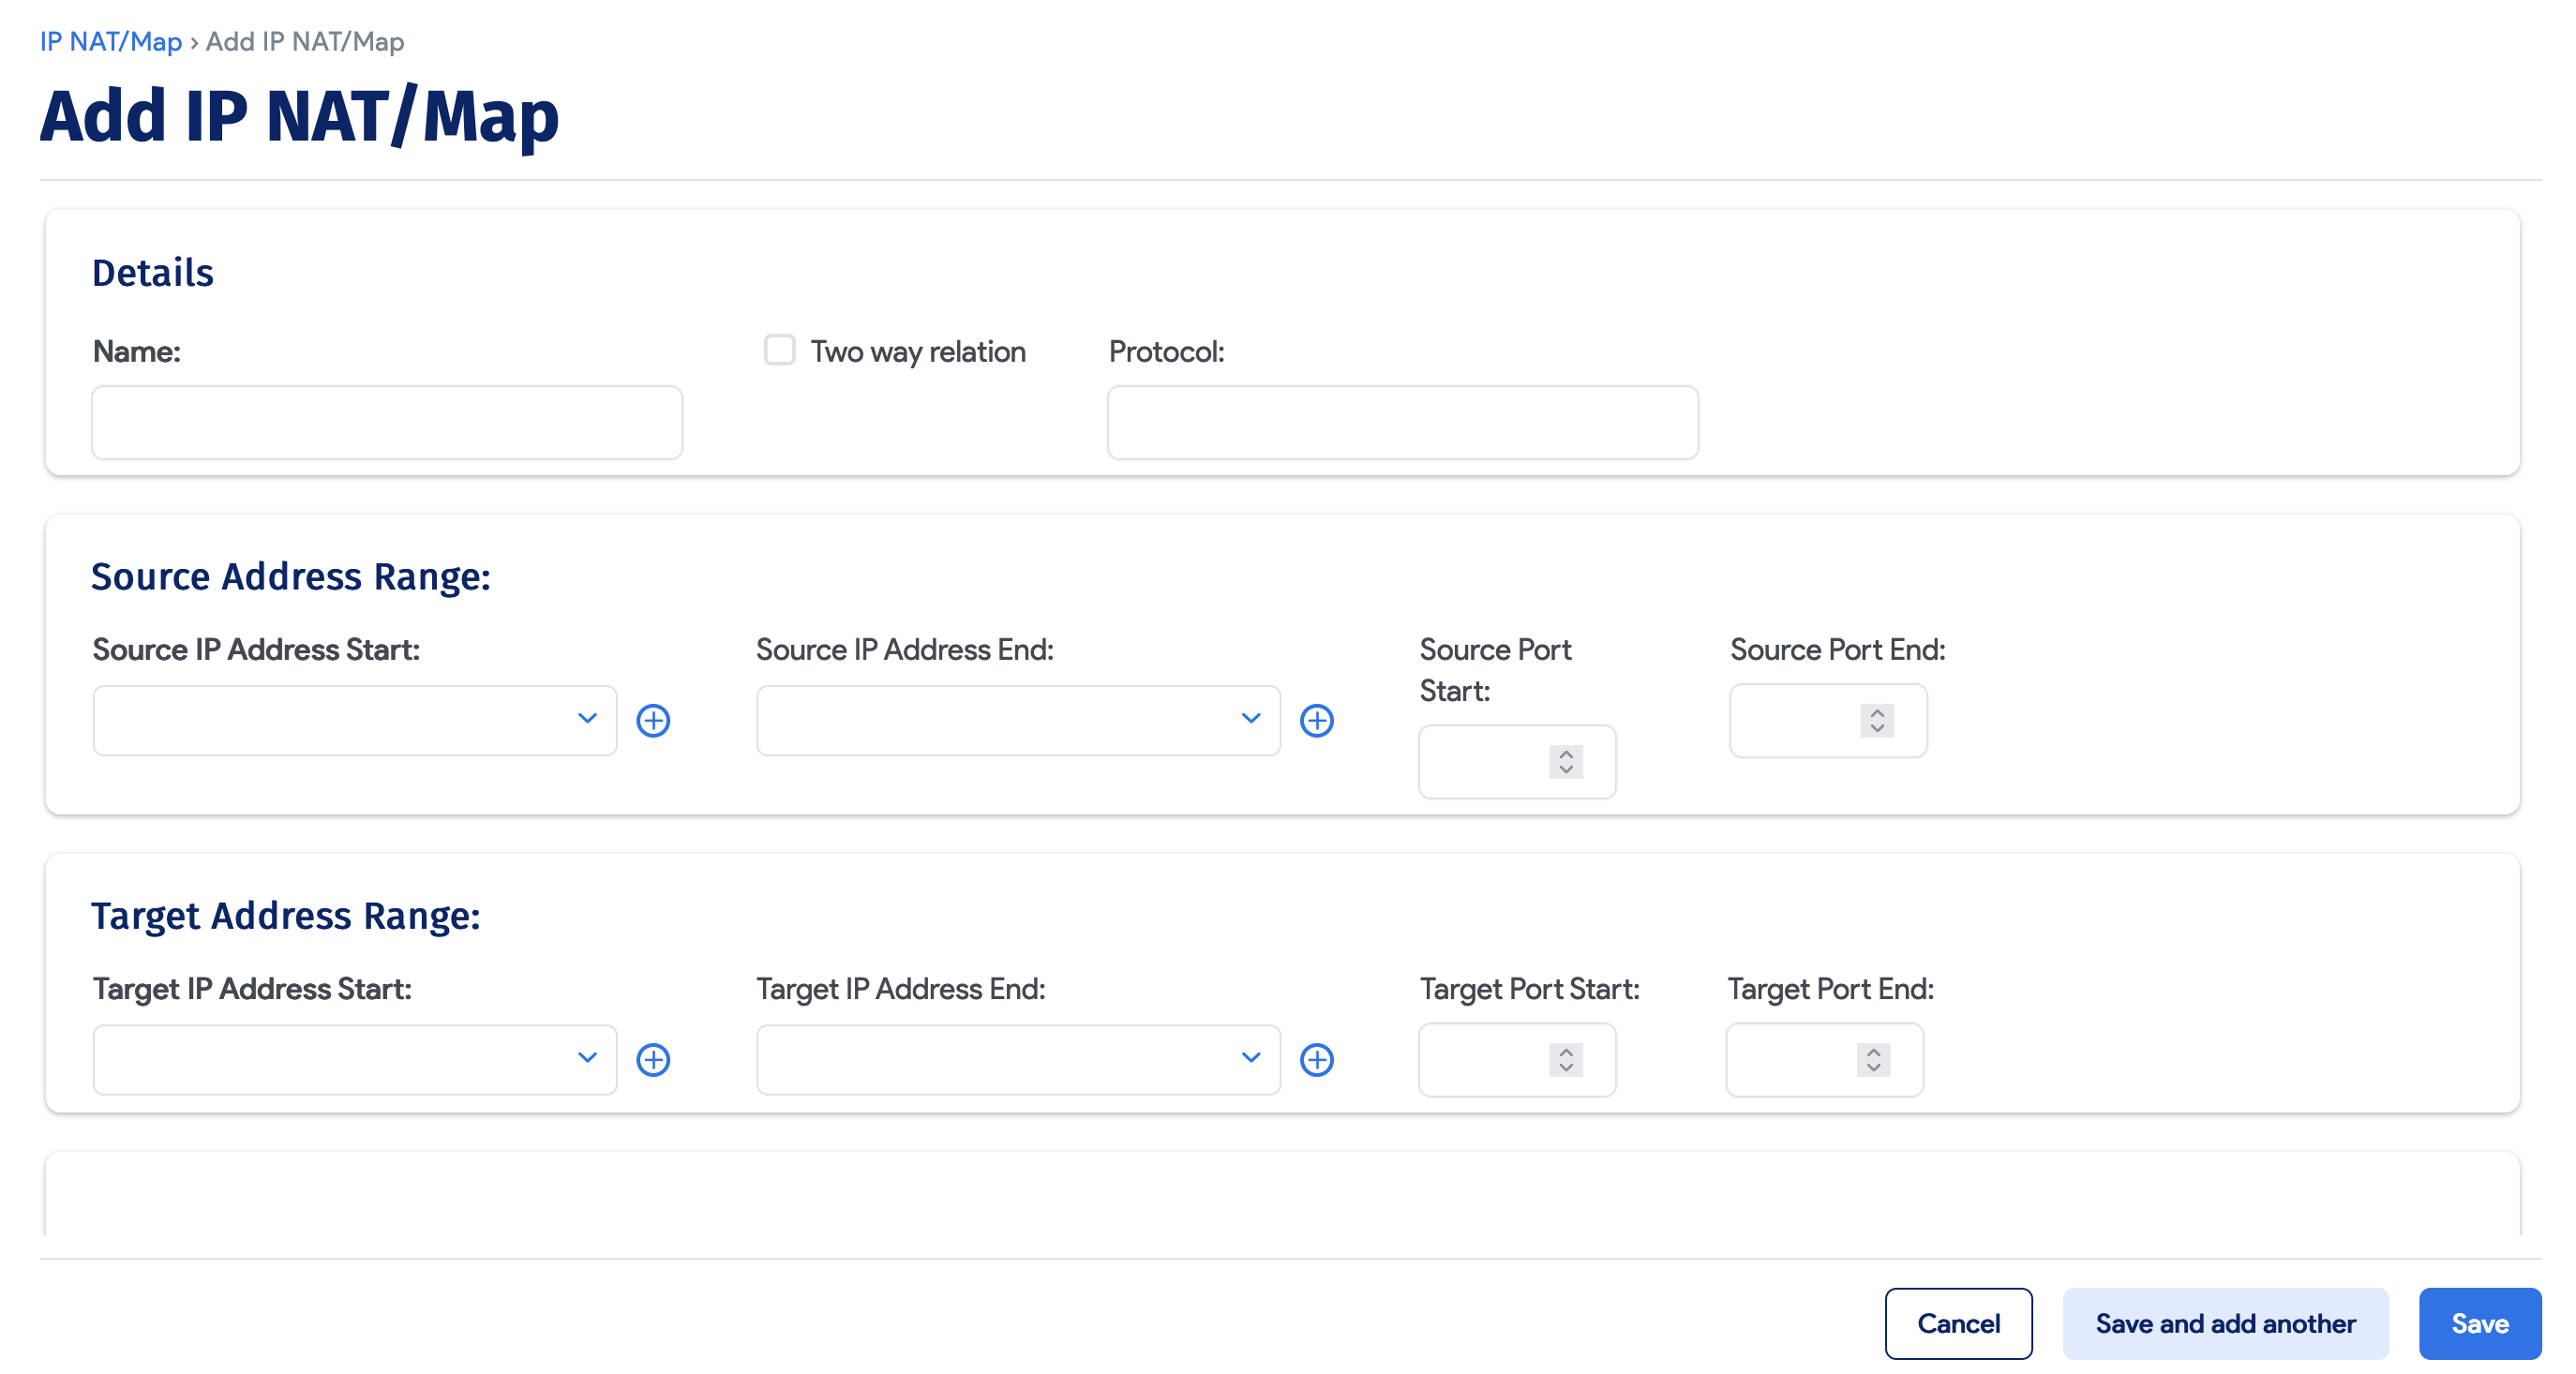 IP NAT/Map › Add IP NAT/Map
Add IP NAT/Map
Details
Name:
Two way relation
Protocol:
Source Address Range:
Source IP Address Start:
Source IP Address End:
Source Port
Start:
Source Port End:
Target Address Range:
Target IP Address Start:
Target IP Address End:
Target Port Start:
Target Port End:
Cancel
Save and add another
Save